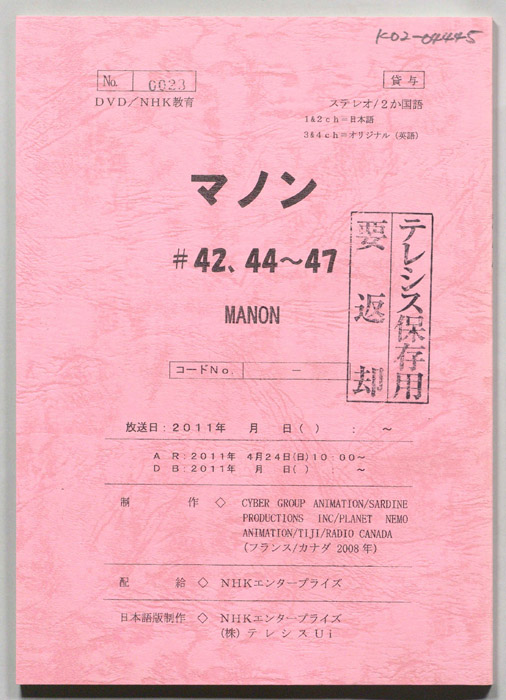 K02-04445
No. 0023
貸与
DVD／NHK教育
ステレオ/2か国語
1&2ch＝日本語
3&4ch＝オリジナル（英語）
マノン
＃42、44～47
MANON
テレシス保存用
要返却
コードNo. －
放送日：2011年　月　日（ ）　：　～
A R：2011年　4月24日(日)10：00～
D B：2011年　月　日(　)　：　～
制作◇ CYBER GROUP ANIMATION/SARDINE
PRODUCTIONS INC/PLANET NEMO
ANIMATION/TIJI/RADIO CANADA
(フランス/カナダ 2008年)
配給◇ NHKエンタープライズ
日本語版制作◇ NHKエンタープライズ
(株)テレシスUi